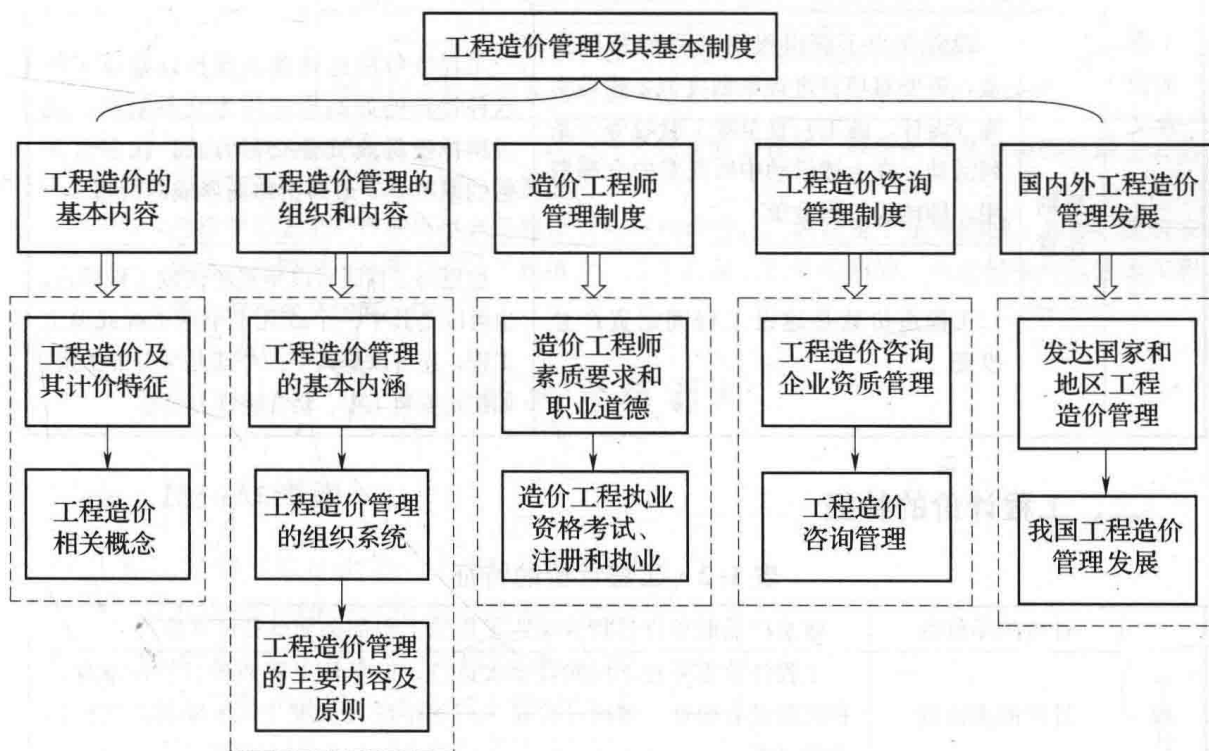 工程造价管理及其基本制度
工程造价的
基本内容
工程造价管理的
组织和内容
造价工程师
管理制度
工程造价咨询
管理制度
国内外工程造价
管理发展
工程造价及
其计价特征
工程造价管理
的基本内涵
造价工程师
素质要求和
职业道德
工程造价咨询
企业资质管理
发达国家和
地区工程
造价管理
工程造价
相关概念
工程造价管理
的组织系统
造价工程执业
资格考试、
注册和执业
工程造价
咨询管理
我国工程造价
管理发展
工程造价管理
的主要内容及
原则